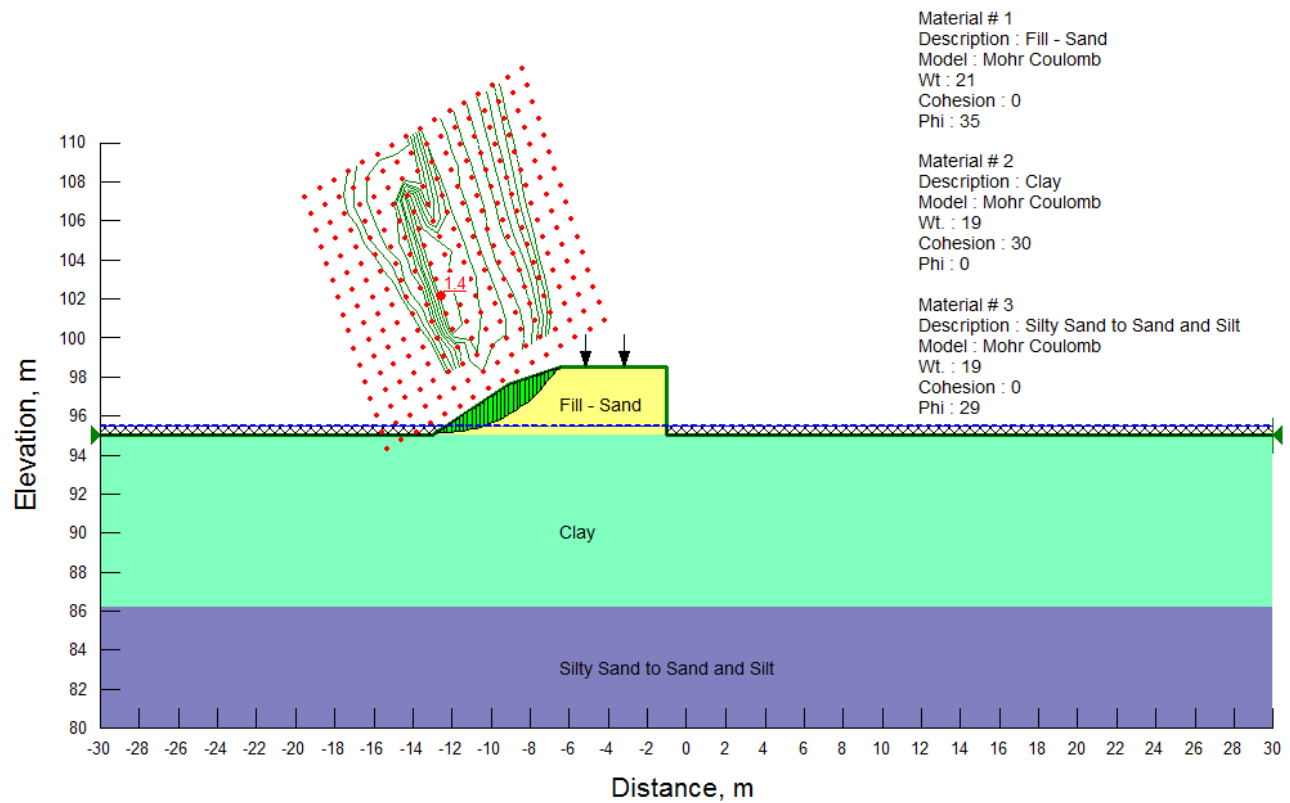 Material # 1
Description : Fill - Sand
Model : Mohr Coulomb
Wt : 21
Cohesion : 0
Phi : 35
Material # 2
Description : Clay
Model : Mohr Coulomb
Wt. : 19
Cohesion : 30
Phi : 0
Material # 3
Description : Silty Sand to Sand and Silt
Model : Mohr Coulomb
Wt. : 19
Cohesion : 0
Phi : 29
1.4
Fill - Sand
Clay
Silty Sand to Sand and Silt
Elevation, m
110
108
106
104
102
100
98
96
94
92
90
88
86
84
82
80
-30 -28 -26 -24 -22 -20 -18 -16 -14 -12 -10 -8 -6 -4 -2 0 2 4 6 8 10 12 14 16 18 20 22 24 26 28 30
Distance, m